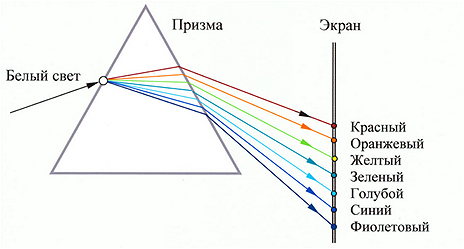 Призма
Экран
Белый свет
Красный
Оранжевый
Желтый
Зеленый
Голубой
Синий
Фиолетовый